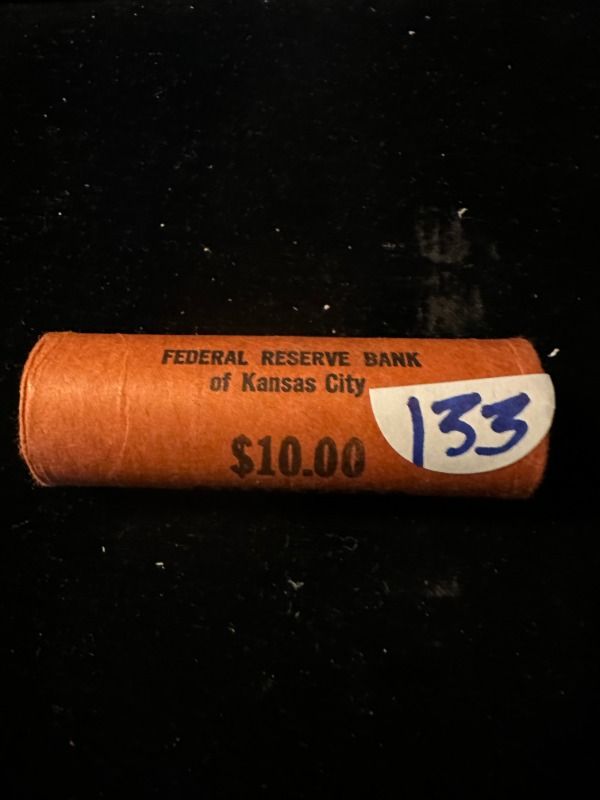 FEDERAL RESERVE BANK
of Kansas City
$10.00
133